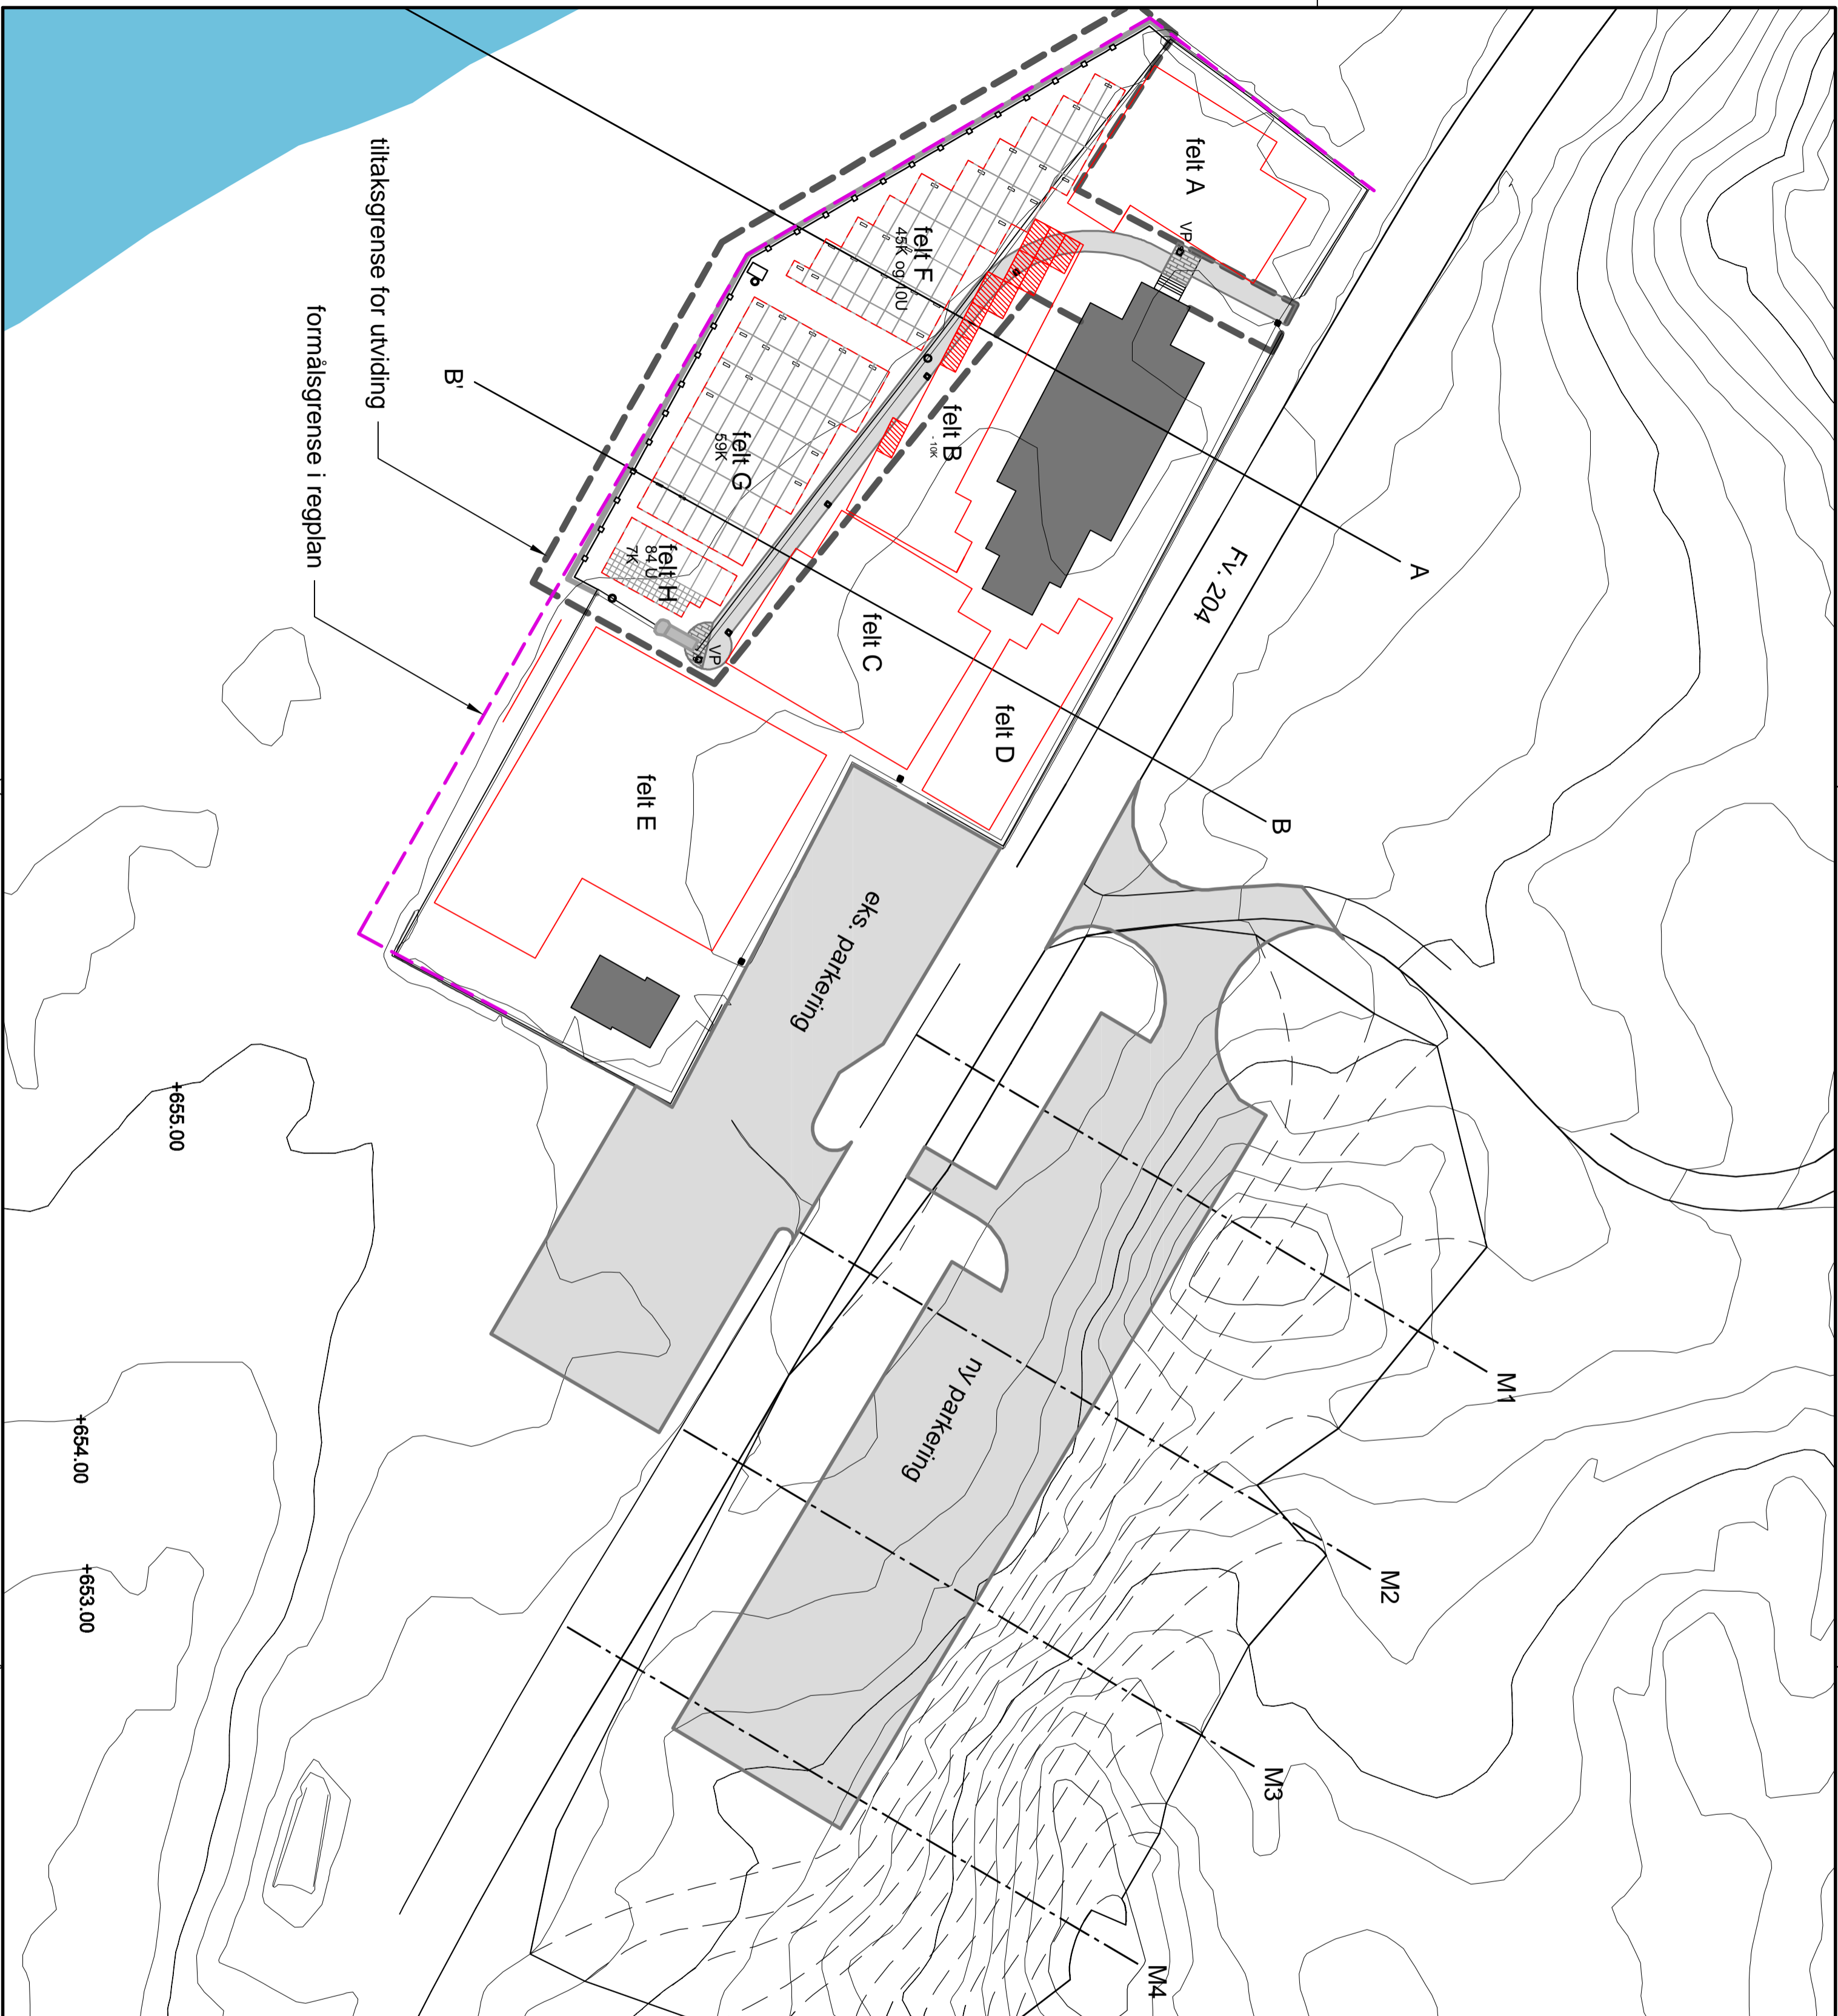 felt A
VP
felt F
45K og 10U
felt B
- 10K
felt G
59K
felt H
84 U
7K
VP
felt C
felt D
felt E
Fv. 204
A
B
B'
tiltaksgrense for utviding
formålsgrense i regplan
eks. parkering
ny parkering
M1
M2
M3
M4
+655.00
+654.00
+653.00